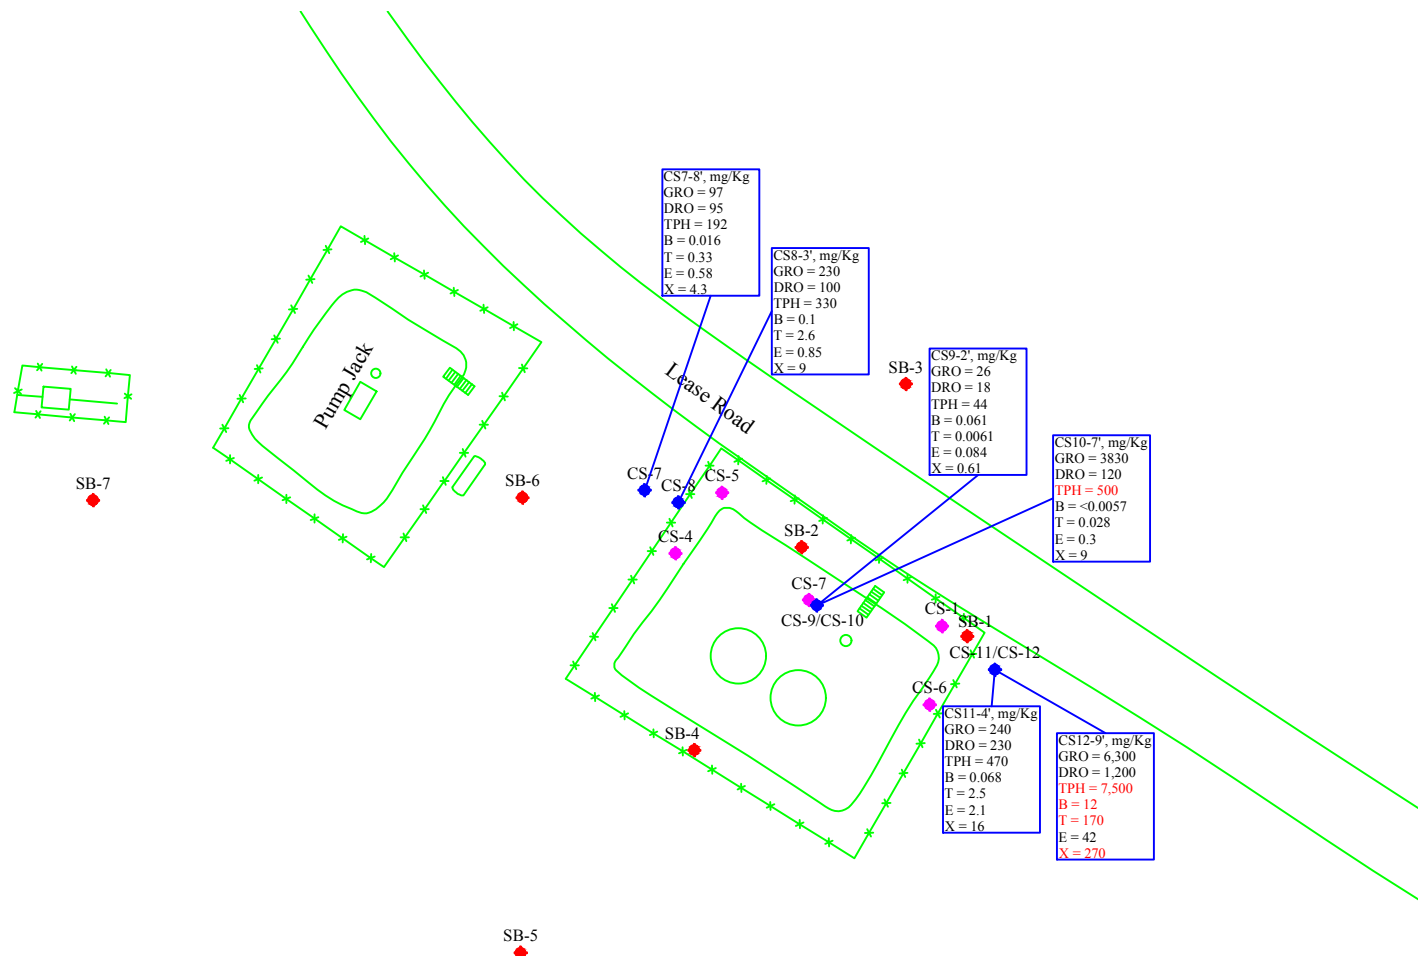 CS7-8', mg/Kg
GRO = 97
DRO = 95
TPH = 192
B = 0.016
T = 0.33
E = 0.58
X = 4.3
CS8-3', mg/Kg
GRO = 230
DRO = 100
TPH = 330
B = 0.1
T = 2.6
E = 0.85
X = 9
CS9-2', mg/Kg
GRO = 26
DRO = 18
TPH = 44
B = 0.061
T = 0.0061
E = 0.084
X = 0.61
CS10-7', mg/Kg
GRO = 3830
DRO = 120
TPH = 500
B = <0.0057
T = 0.028
E = 0.3
X = 9
SB-3
Lease Road
Pump Jack
SB-7
SB-6
CS-7
CS-8
CS-5
CS-4
SB-2
CS-7
CS-9/CS-10
CS-1
SB-1
CS-11/CS-12
CS-6
SB-4
SB-5
CS11-4', mg/Kg
GRO = 240
DRO = 230
TPH = 470
B = 0.068
T = 2.5
E = 2.1
X = 16
CS12-9', mg/Kg
GRO = 6,300
DRO = 1,200
TPH = 7,500
B = 12
T = 170
E = 42
X = 270